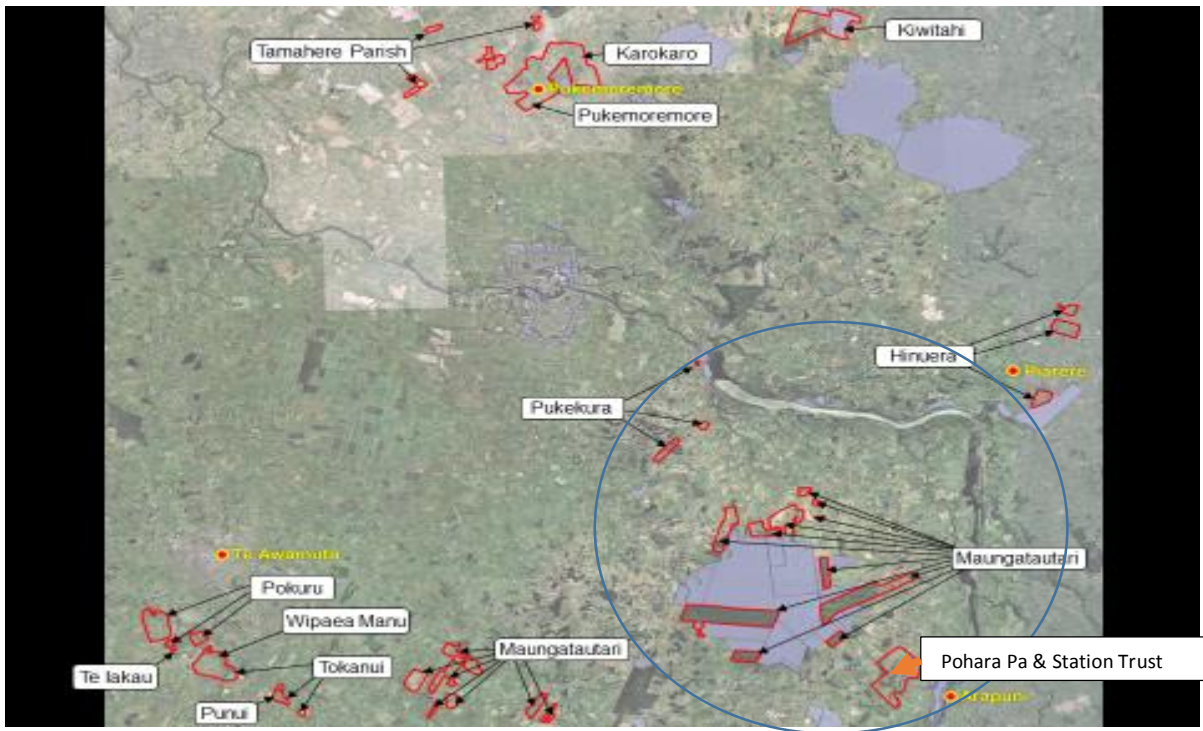 Tamahere Parish
Karokaro
Kiwitahi
Pukemoremore
Pukemoremore
Hinuera
Piarere
Pukekura
Te Awamutu
Maungatautari
Pokuru
Wipaea Manu
Maungatautari
Te Iakau
Tokanui
Pohara Pa & Station Trust
Punui
Arapuni